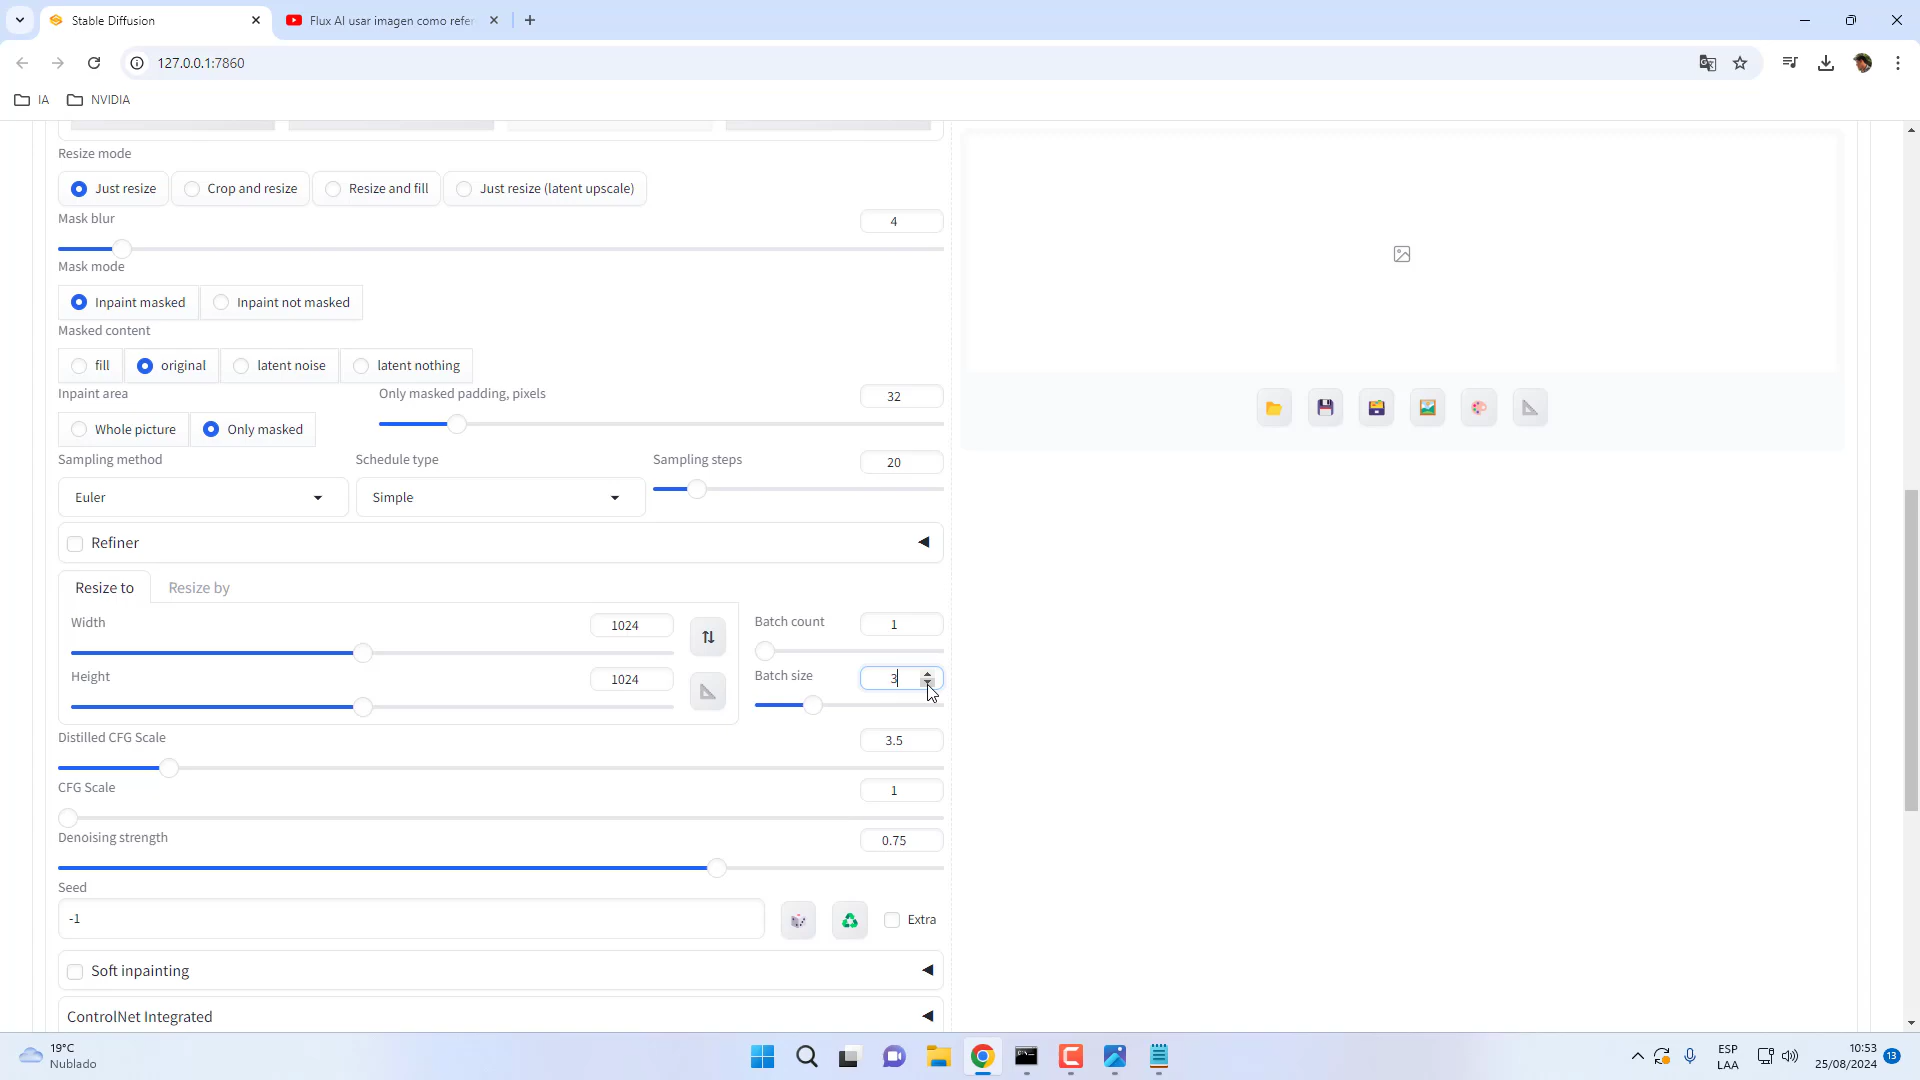 Stable Diffusion
Flux AI usar imagen como refer
127.0.0.1:7860
IA
NVIDIA
Resize mode
Just resize
Crop and resize
Resize and fill
Just resize (latent upscale)
Mask blur
4
Mask mode
Inpaint masked
Inpaint not masked
Masked content
fill
original
latent noise
latent nothing
Inpaint area
Only masked padding, pixels
32
Whole picture
Only masked
Sampling method
Schedule type
Sampling steps
20
Euler
Simple
Refiner
Resize to
Resize by
Width
1024
Batch count
1
Height
1024
Batch size
3
Distilled CFG Scale
3.5
CFG Scale
1
Denoising strength
0.75
Seed
-1
Extra
Soft inpainting
ControlNet Integrated
19°C
Nublado
ESP
LAA
10:53
25/08/2024
13